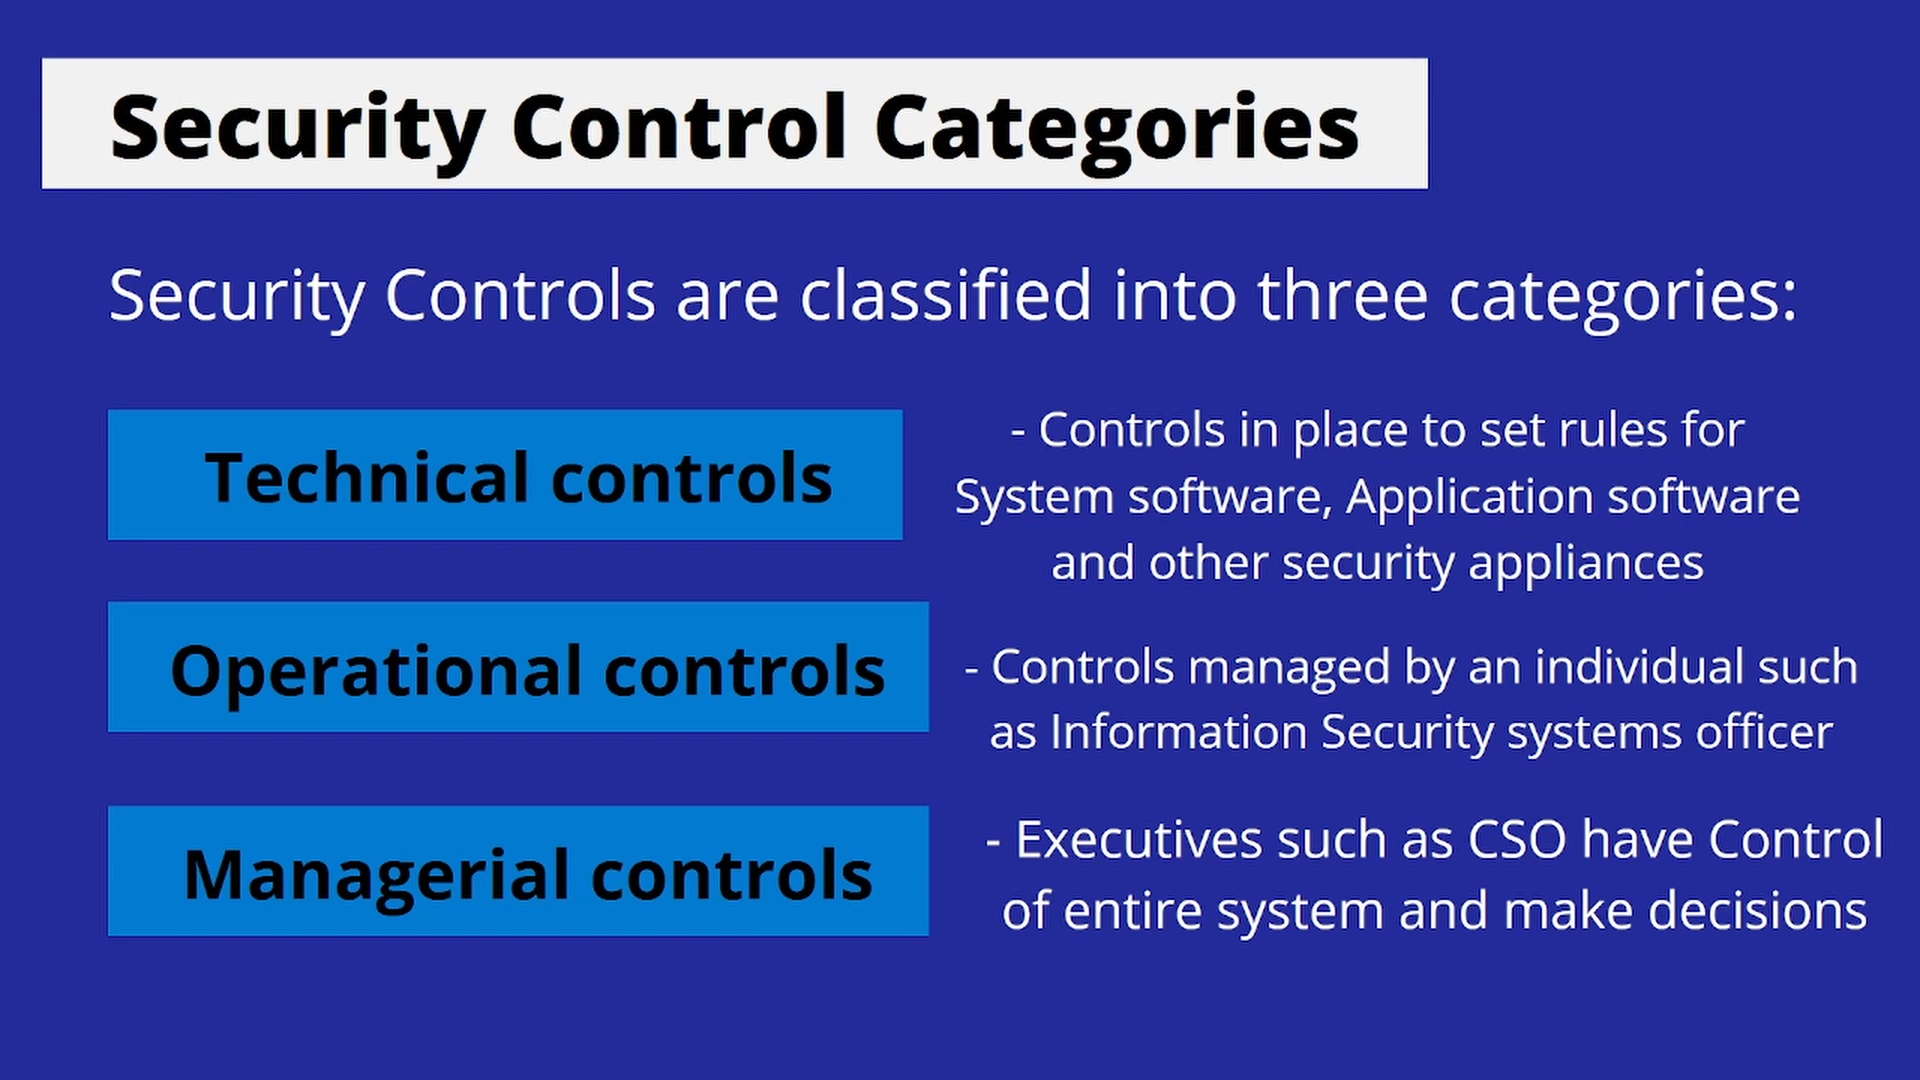 Security Control Categories
Security Controls are classified into three categories:
Technical controls
- Controls in place to set rules for
System software, Application software
and other security appliances
Operational controls
- Controls managed by an individual such
as Information Security systems officer
Managerial controls
- Executives such as CSO have Control
of entire system and make decisions